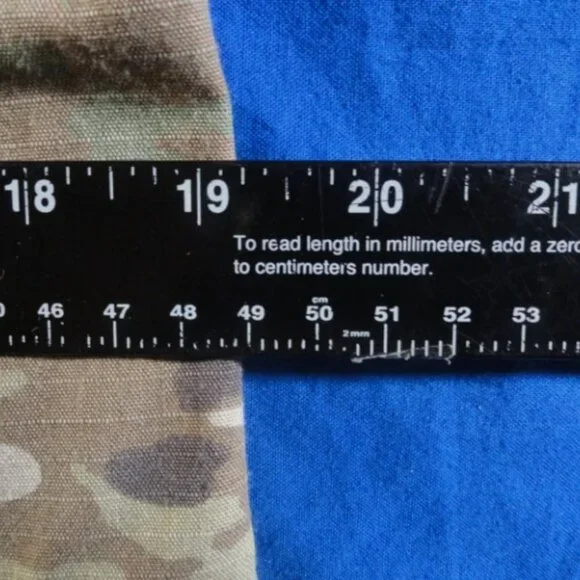 18 19 20 21
To read length in millimeters, add a zero
to centimeters number.
cm
46 47 48 49 50 51 52 53
2mm